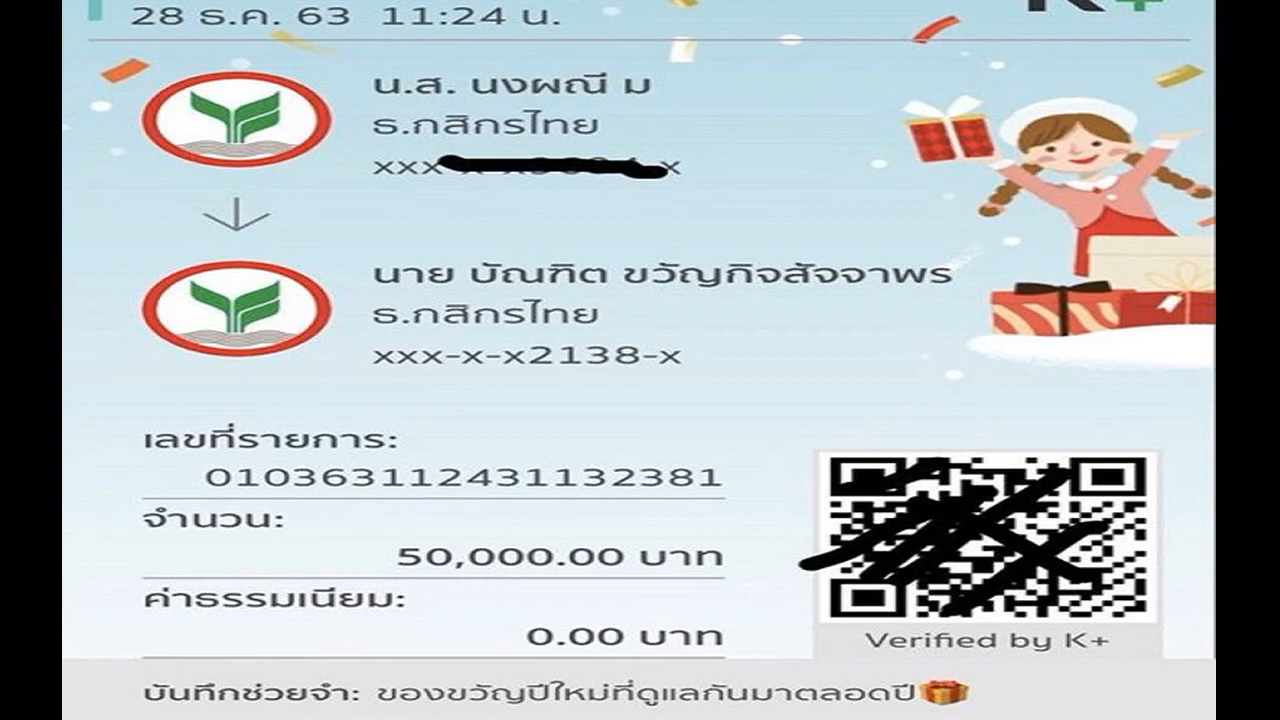 K+
28 ธ.ค. 63 11:24 น.
น.ส. นงผณี ม
ธ.กสิกรไทย
xxx x
นาย บัณฑิต ขวัญกิจสัจจาพร
ธ.กสิกรไทย
xxx-x-x2138-x
เลขที่รายการ:
010363112431132381
จำนวน:
50,000.00 บาท
ค่าธรรมเนียม:
0.00 บาท
Verified by K+
บันทึกช่วยจำ: ของขวัญปีใหม่ที่ดูแลกันมาตลอดปี🎁